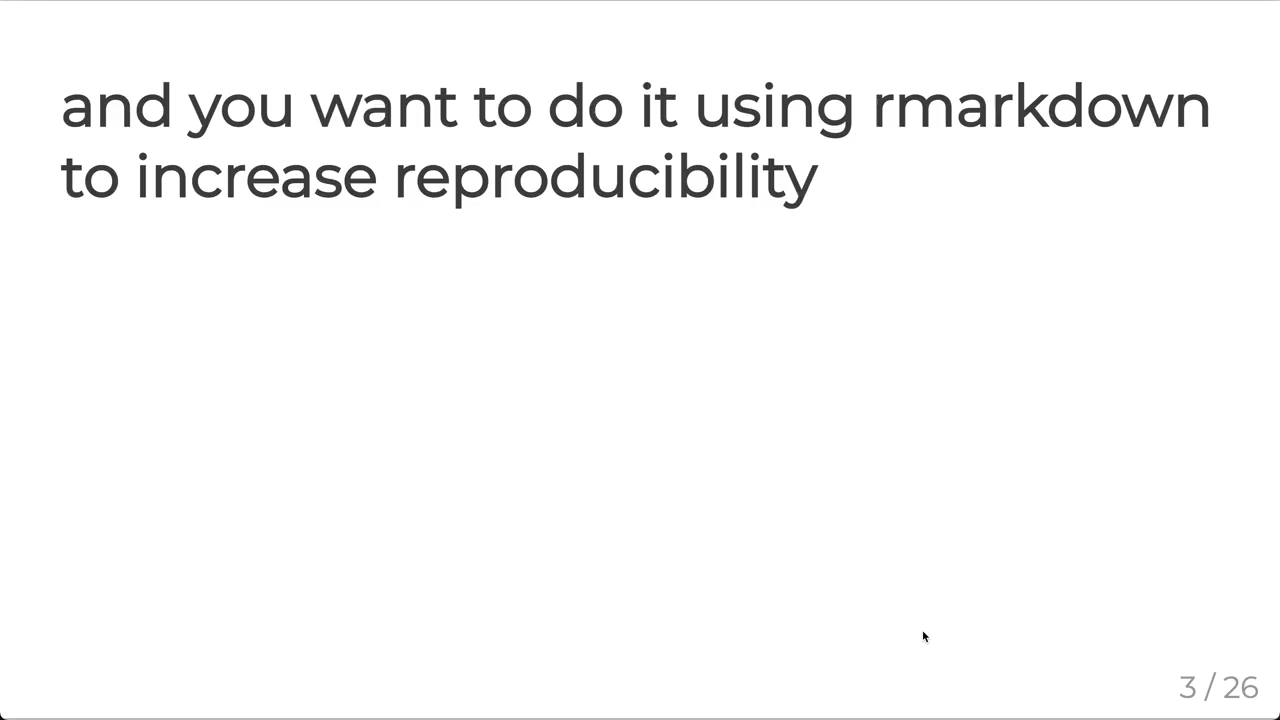 and you want to do it using rmarkdown
to increase reproducibility
3 / 26